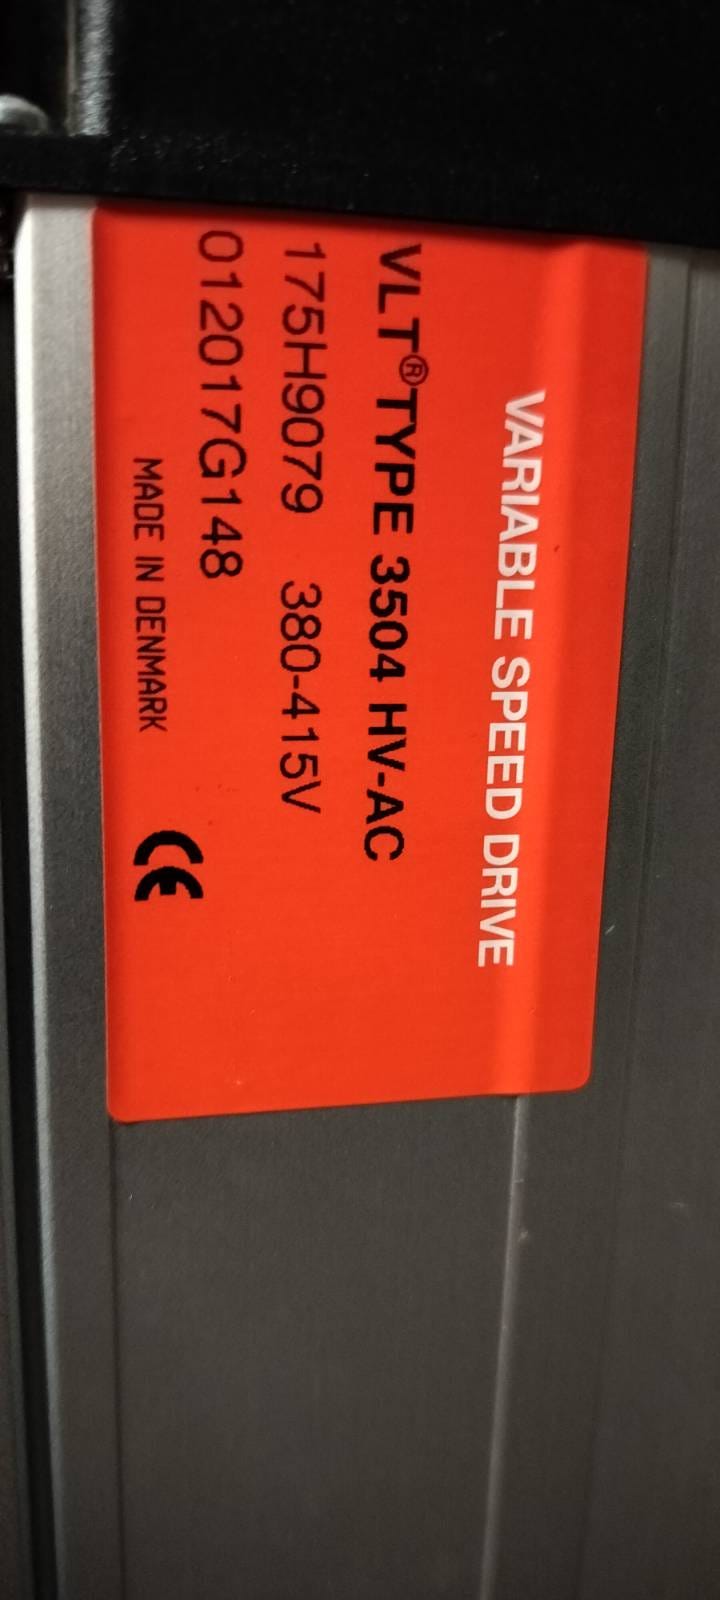 VARIABLE SPEED DRIVE
VLT®TYPE 3504 HV-AC
175H9079 380-415V
012017G148
MADE IN DENMARK CE